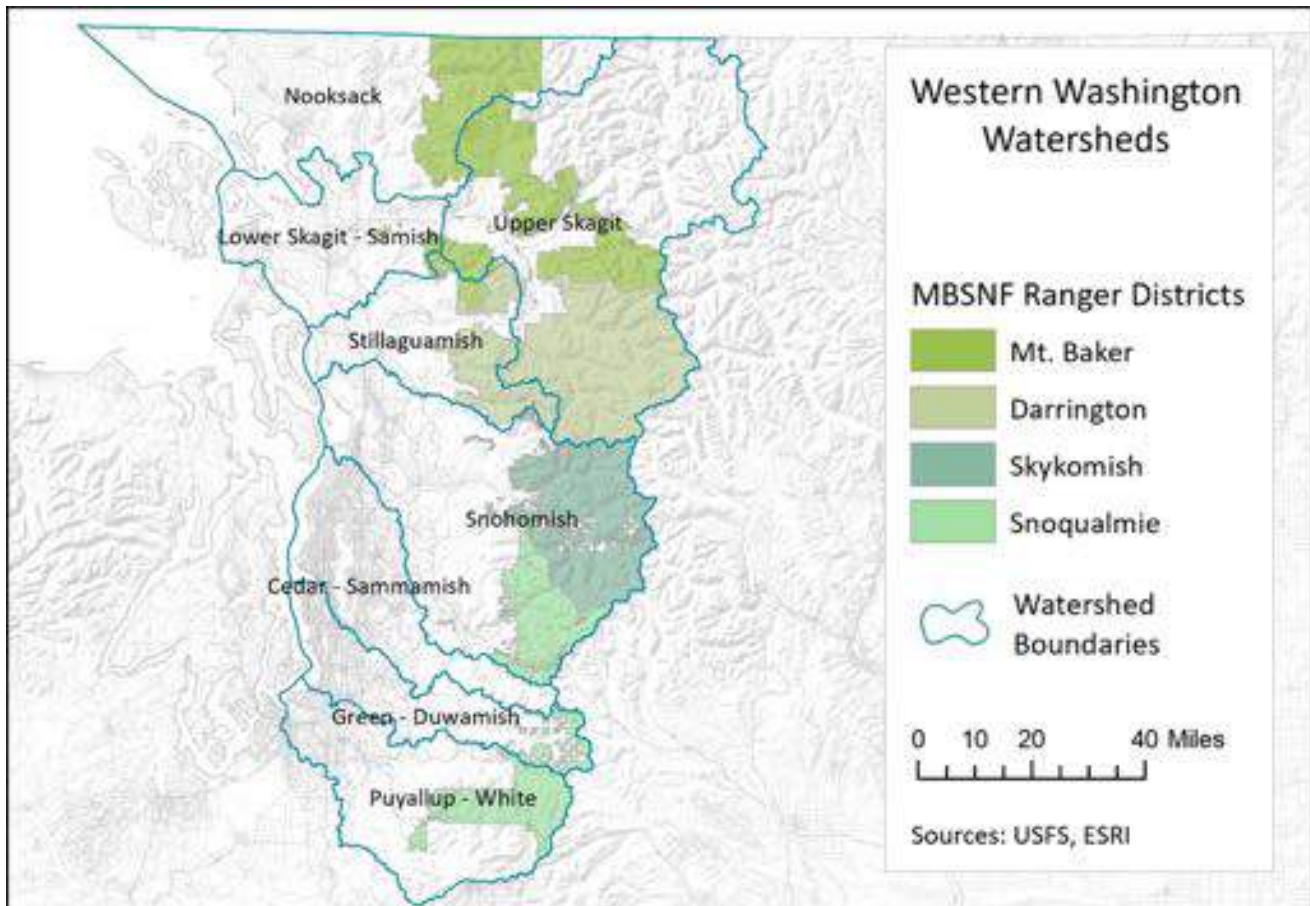 Nooksack
Lower Skagit - Samish
Upper Skagit
Stillaguamish
Snohomish
Cedar - Sammamish
Green - Duwamish
Puyallup - White
Western Washington
Watersheds
MBSNF Ranger Districts
Mt. Baker
Darrington
Skykomish
Snoqualmie
Watershed
Boundaries
0 10 20 40 Miles
Sources: USFS, ESRI